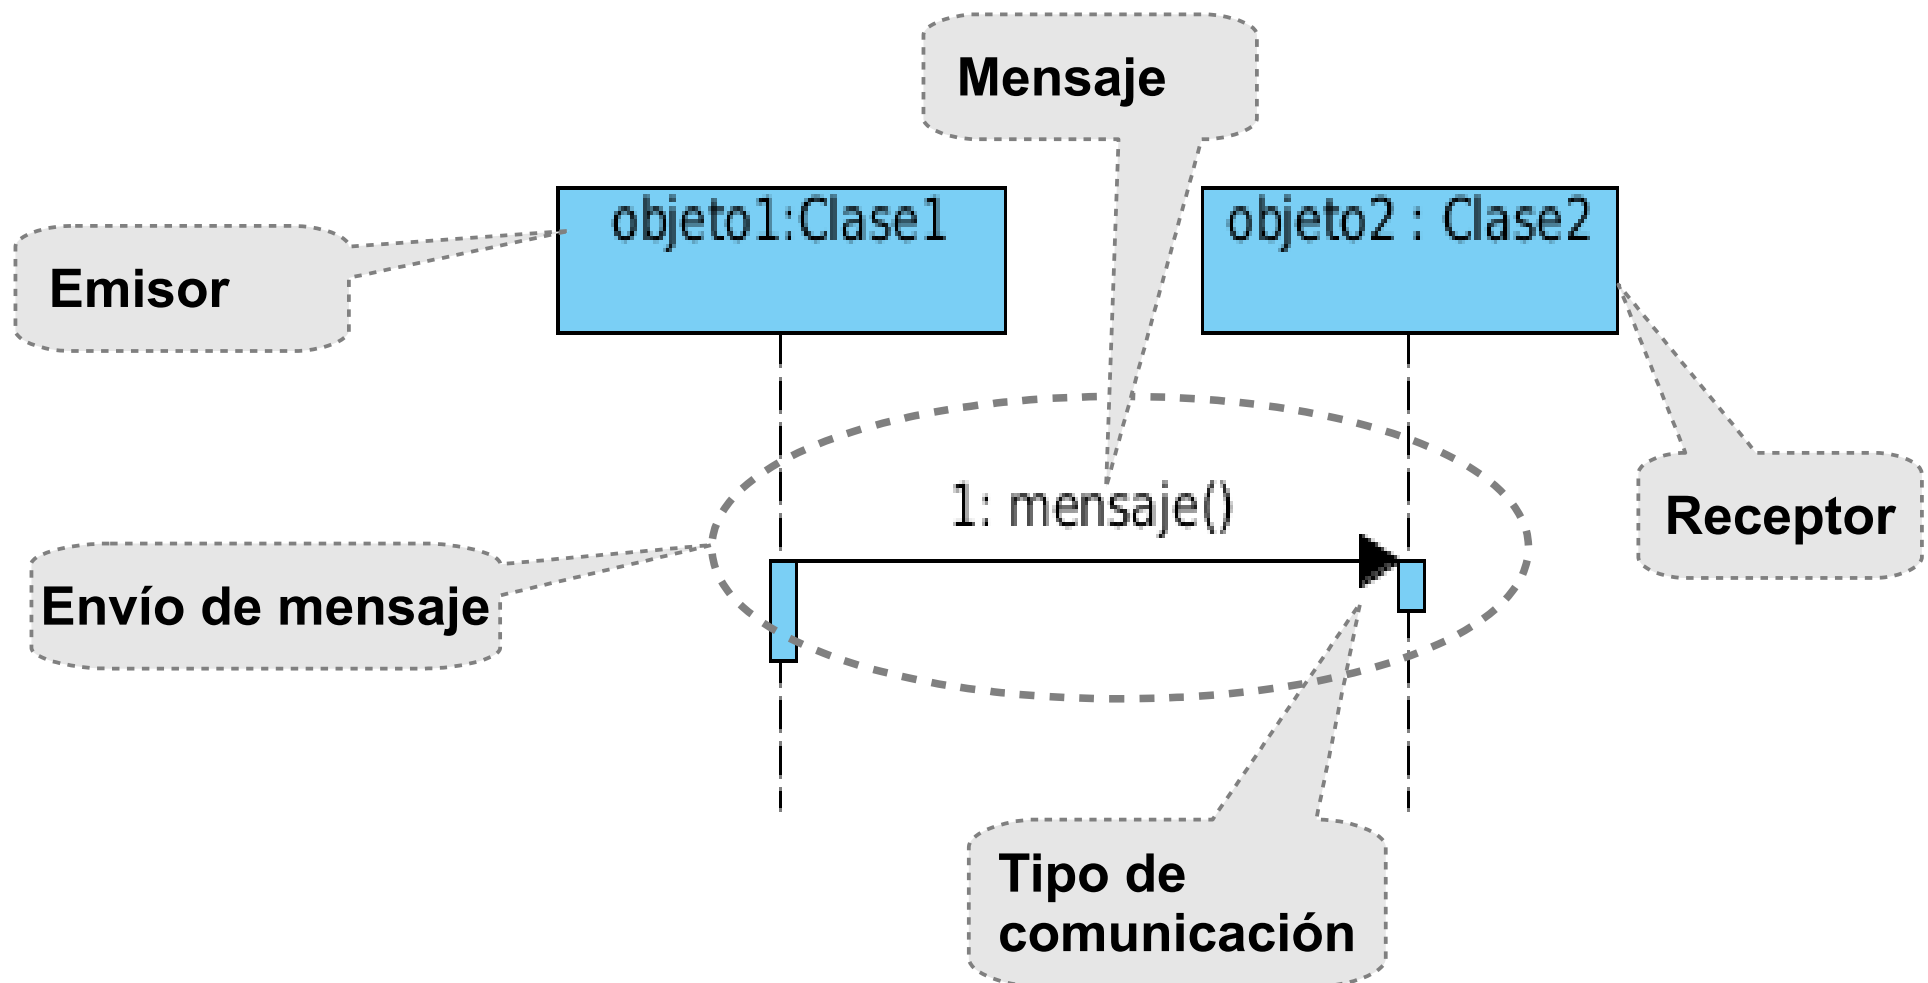 Mensaje
objeto1:Clase1
objeto2 : Clase2
Emisor
1: mensaje()
Receptor
Envío de mensaje
Tipo de
comunicación